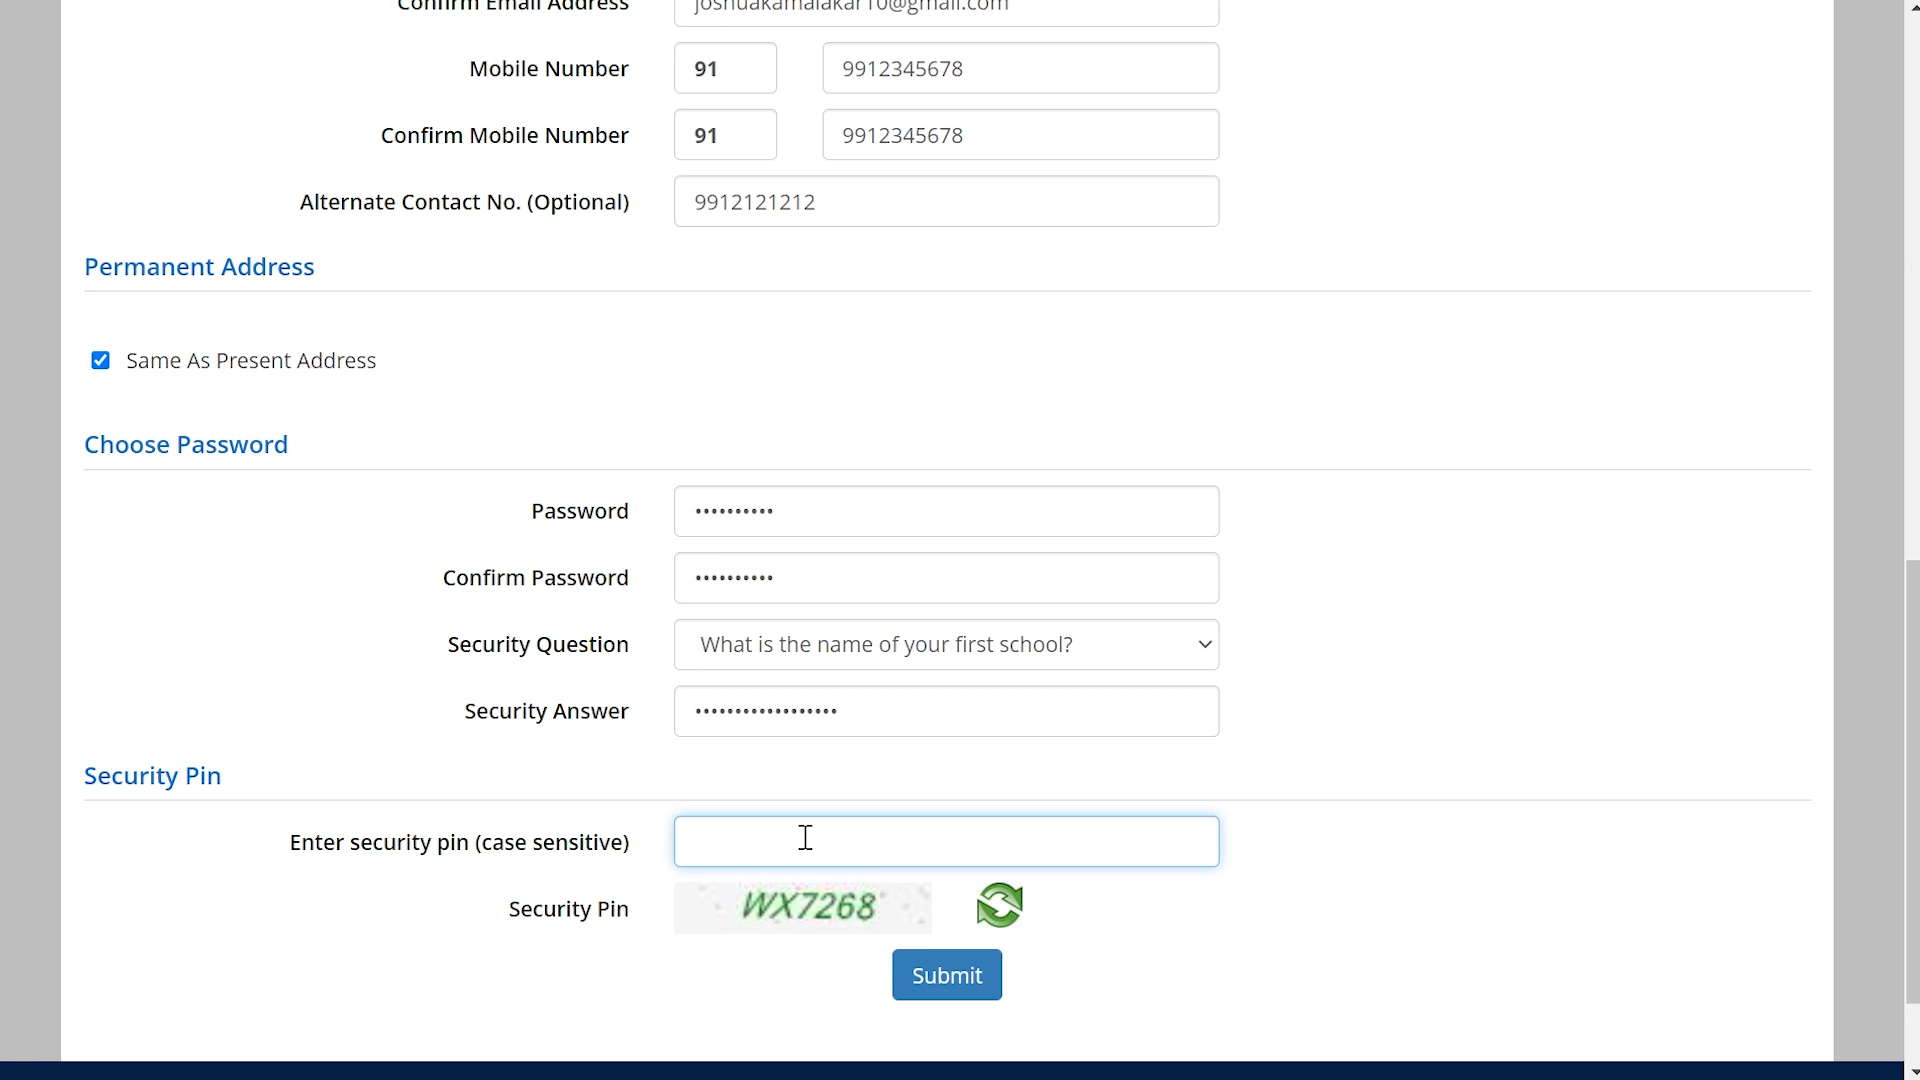 Confirm Email Address joshuakamalakar10@gmail.com
Mobile Number 91 9912345678
Confirm Mobile Number 91 9912345678
Alternate Contact No. (Optional) 9912121212
Permanent Address
Same As Present Address
Choose Password
Password ••••••••••
Confirm Password ••••••••••
Security Question What is the name of your first school?
Security Answer ••••••••••••••••••
Security Pin
Enter security pin (case sensitive)
Security Pin WX7268
Submit